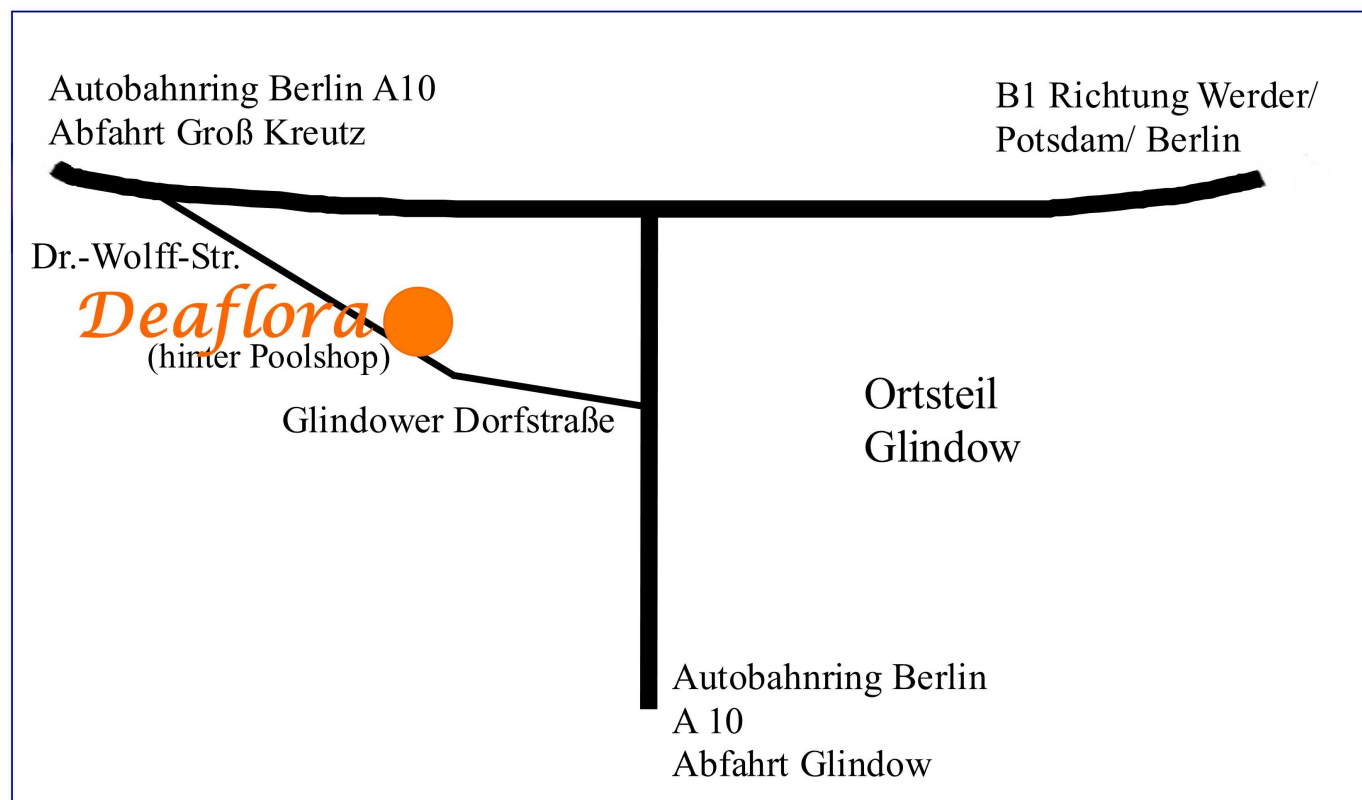 Autobahnring Berlin A10
Abfahrt Groß Kreutz
B1 Richtung Werder/
Potsdam/ Berlin
Dr.-Wolff-Str.
Deaflora
(hinter Poolshop)
Glindower Dorfstraße
Ortsteil
Glindow
Autobahnring Berlin
A 10
Abfahrt Glindow